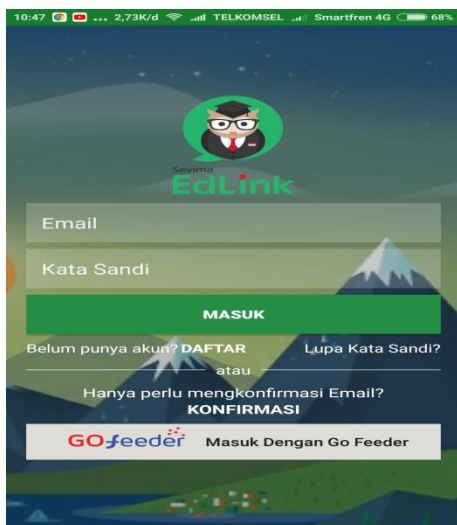 10:47 ... 2,73K/d TELKOMSEL Smartfren 4G 68%
Sevima
EdLink
Email
Kata Sandi
MASUK
Belum punya akun? DAFTAR Lupa Kata Sandi?
atau
Hanya perlu mengkonfirmasi Email?
KONFIRMASI
GOfeeder Masuk Dengan Go Feeder